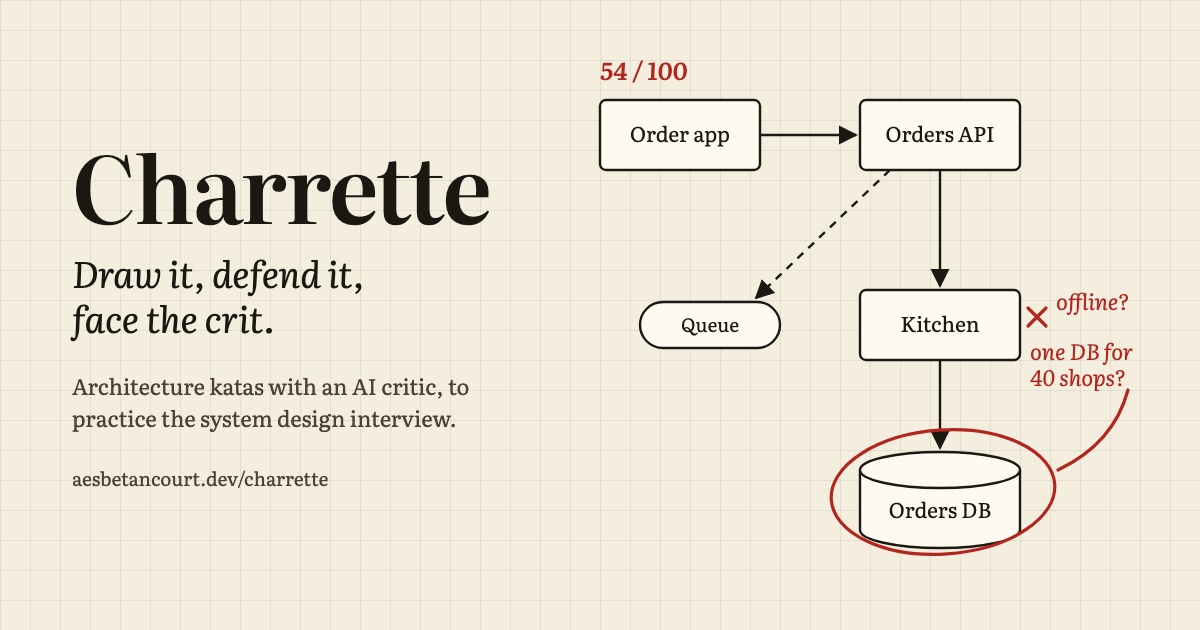 Charrette
Draw it, defend it,
face the crit.
Architecture katas with an AI critic, to
practice the system design interview.
aesbetancourt.dev/charrette
54 / 100
Order app
Orders API
Queue
Kitchen
offline?
one DB for
40 shops?
Orders DB